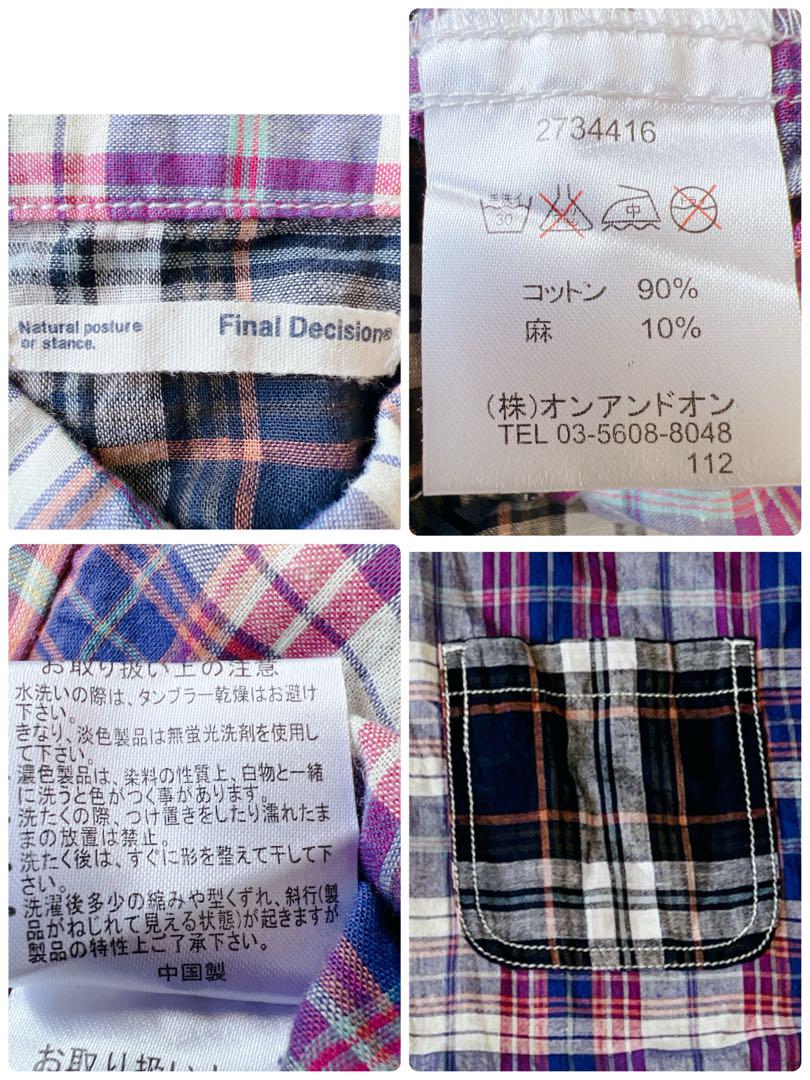 Natural posture
or stance.
Final Decision®
2734416
手洗イ
30
中
コットン 90%
麻 10%
(株)オンアンドオン
TEL 03-5608-8048
112
お取り扱い上の注意
水洗いの際は、タンブラー乾燥はお避け
下さい。
きなり、淡色製品は無蛍光洗剤を使用し
て下さい。
濃色製品は、染料の性質上、白物と一緒
に洗うと色がつく事があります。
洗たくの際、つけ置きをしたり濡れたま
まの放置は禁止。
洗たく後は、すぐに形を整えて干して下
さい。
洗濯後多少の縮みや型くずれ、斜行(製
品がねじれて見える状態)が起きますが
製品の特性上ご了承下さい。
中国製
お取り扱い